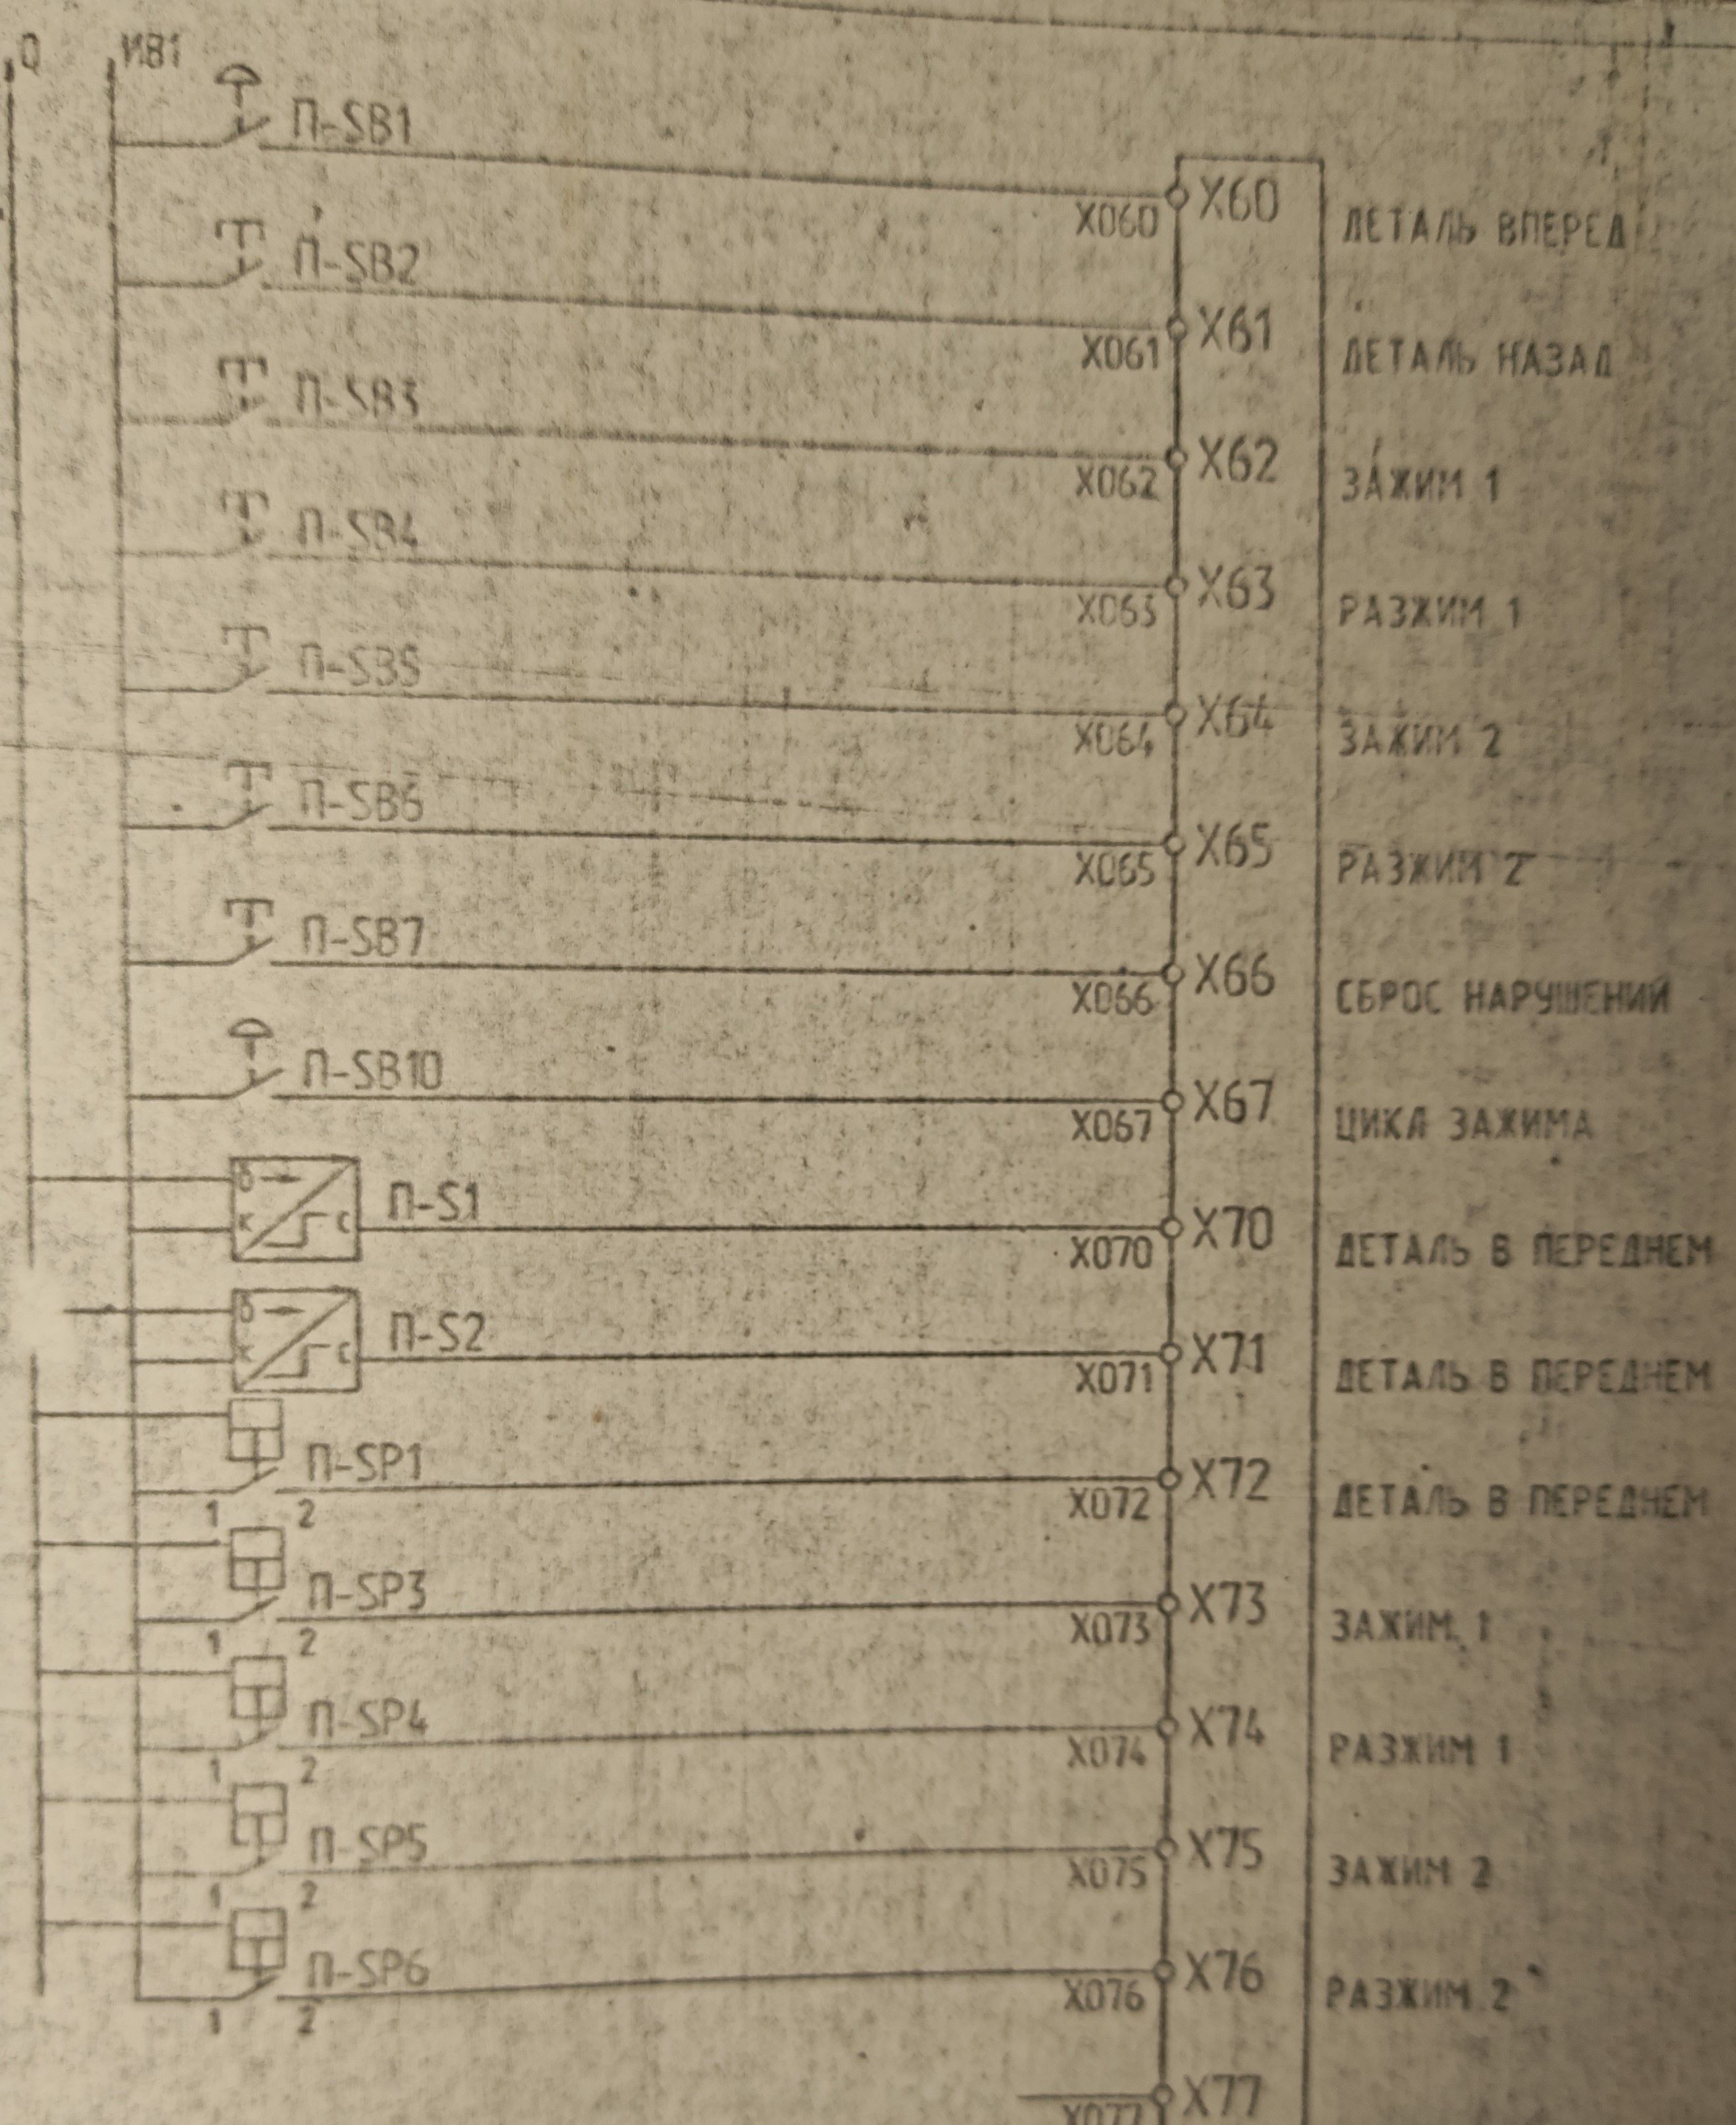 0 ИВ1
П-SB1
X060 X60 ДЕТАЛЬ ВПЕРЕД
П-SB2
X061 X61 ДЕТАЛЬ НАЗАД
П-SB3
X062 X62 ЗАЖИМ 1
П-SB4
X063 X63 РАЗЖИМ 1
П-SB5
X064 X64 ЗАЖИМ 2
П-SB6
X065 X65 РАЗЖИМ 2
П-SB7
X066 X66 СБРОС НАРУШЕНИЙ
П-SB10
X067 X67 ЦИКЛ ЗАЖИМА
б
К С П-S1
X070 X70 ДЕТАЛЬ В ПЕРЕДНЕМ
б
К С П-S2
X071 X71 ДЕТАЛЬ В ПЕРЕДНЕМ
П-SP1
1 2 X072 X72 ДЕТАЛЬ В ПЕРЕДНЕМ
П-SP3
1 2 X073 X73 ЗАЖИМ 1
П-SP4
1 2 X074 X74 РАЗЖИМ 1
П-SP5
1 2 X075 X75 ЗАЖИМ 2
П-SP6
1 2 X076 X76 РАЗЖИМ 2
X077 X77